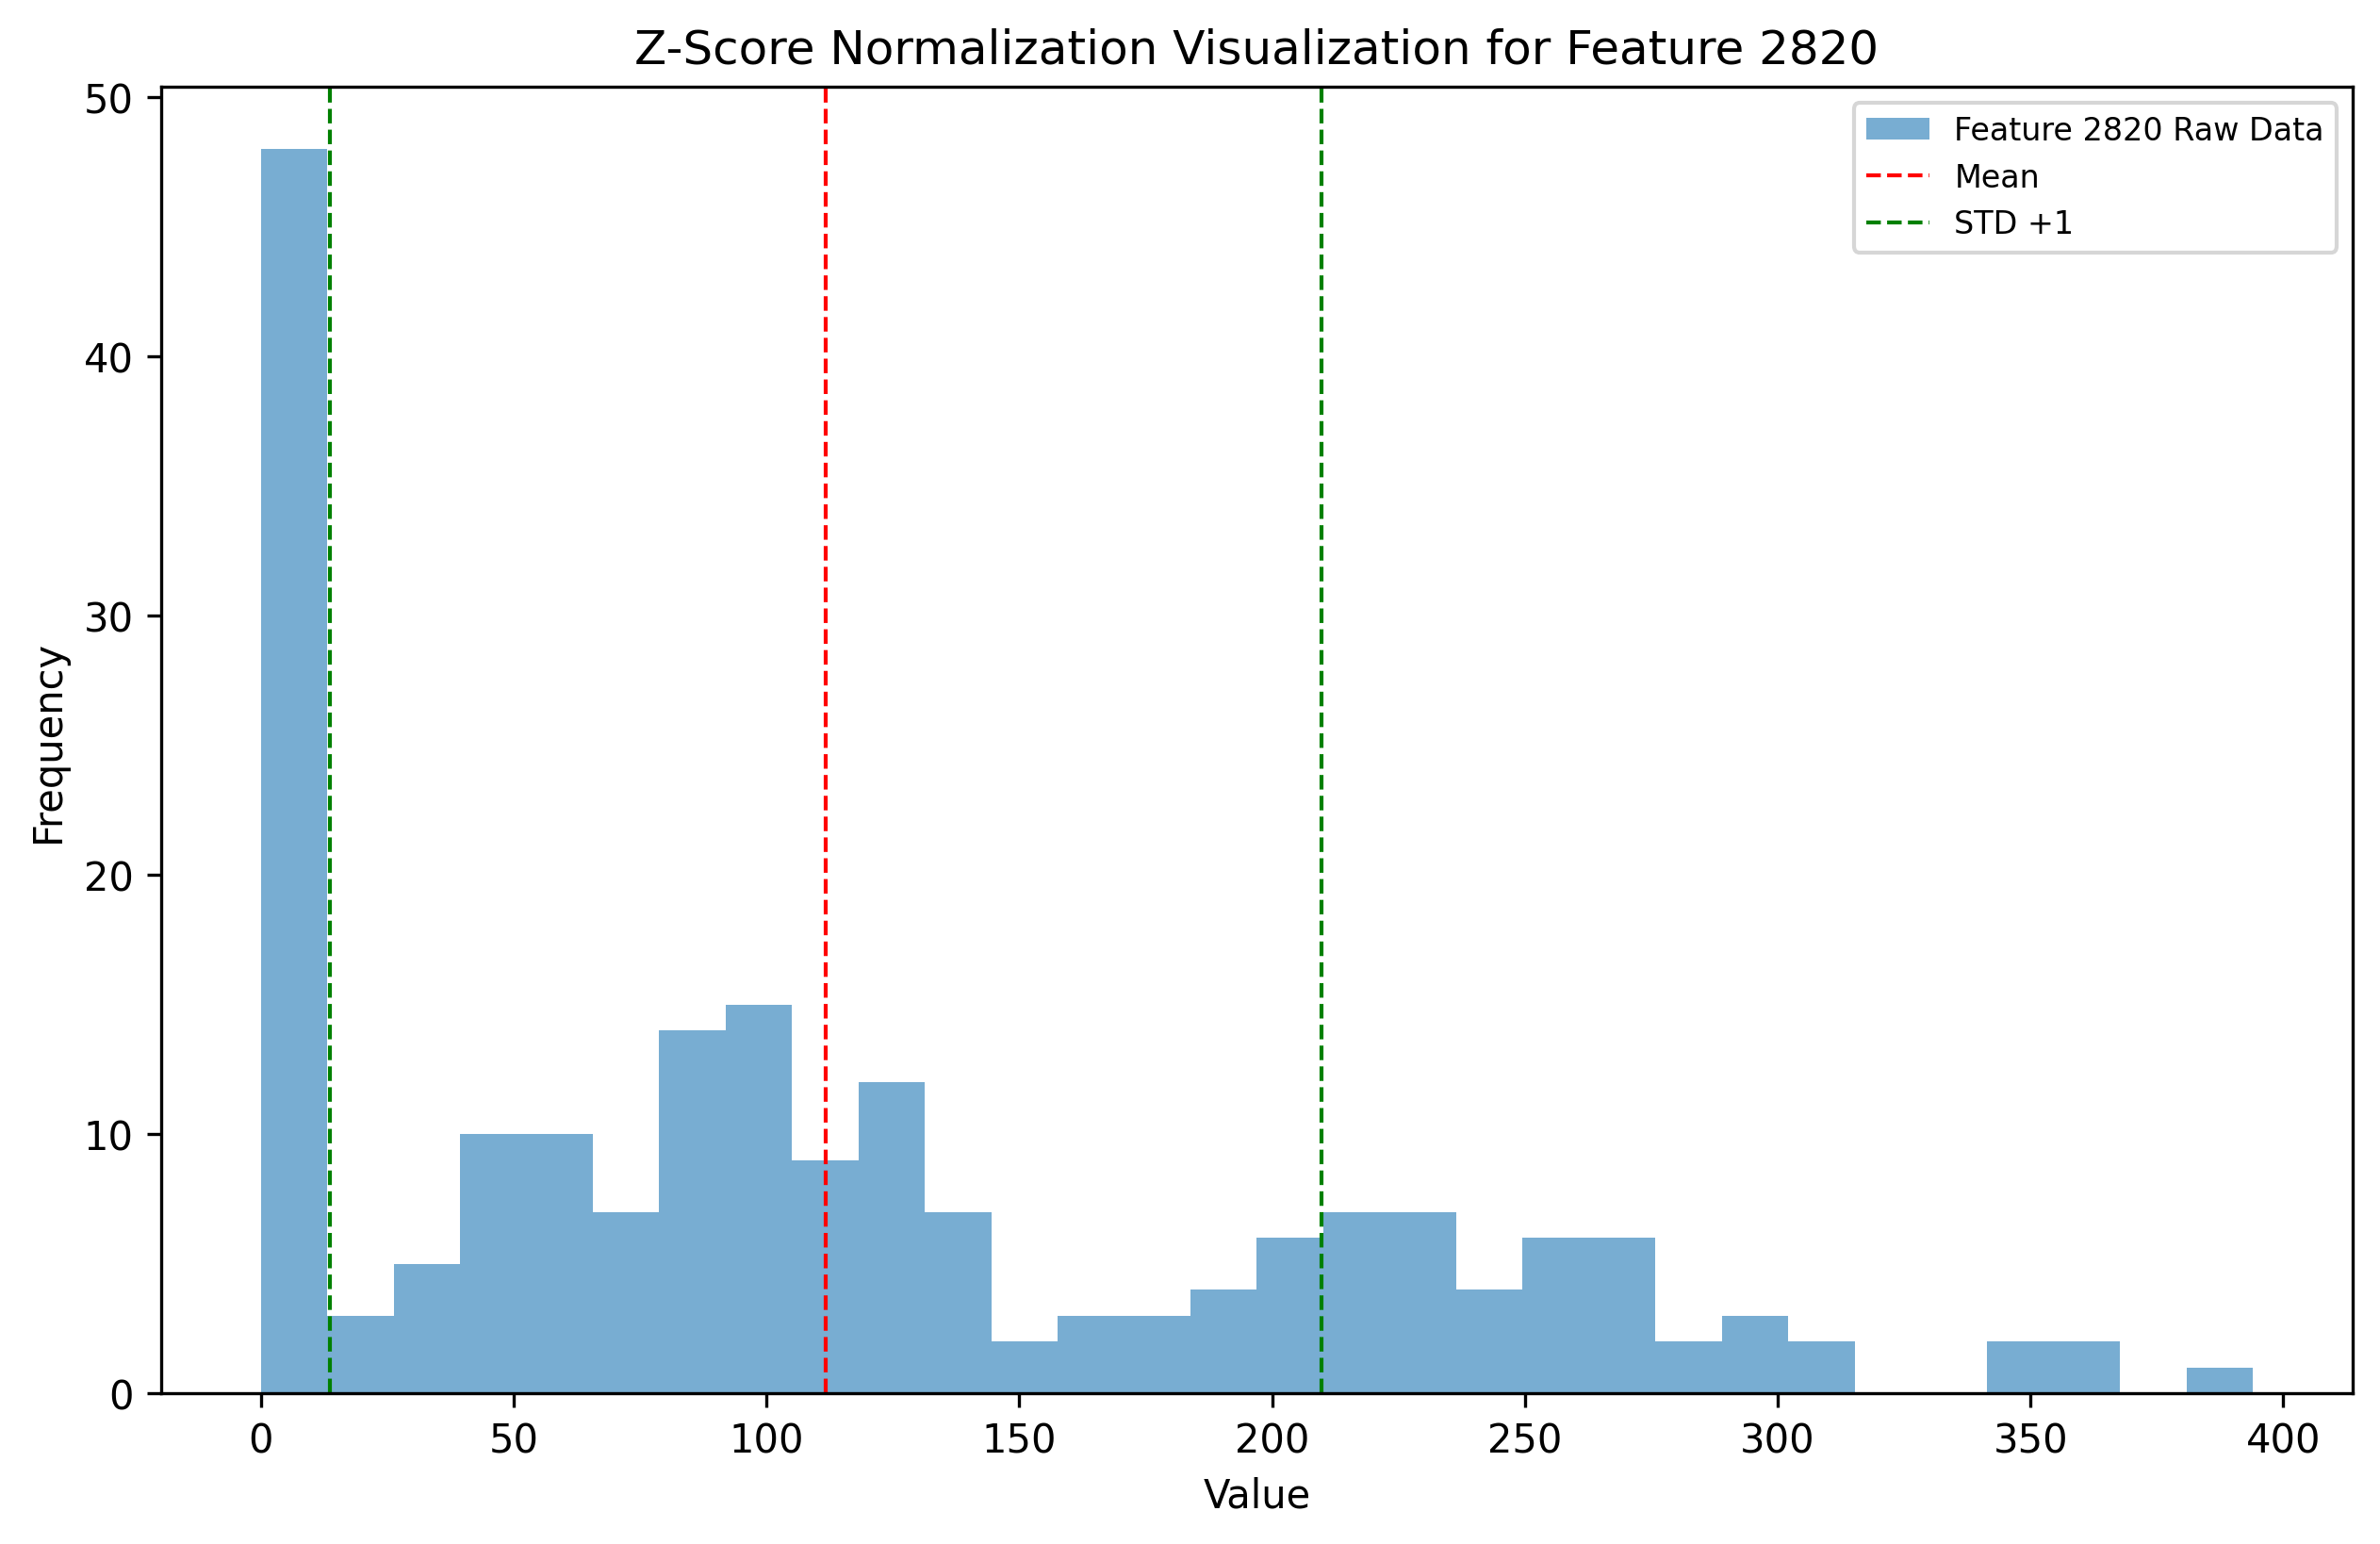 Z-Score Normalization Visualization for Feature 2820
Feature 2820 Raw Data
Mean
STD +1
50
40
30
20
10
0
Frequency
0 50 100 150 200 250 300 350 400
Value